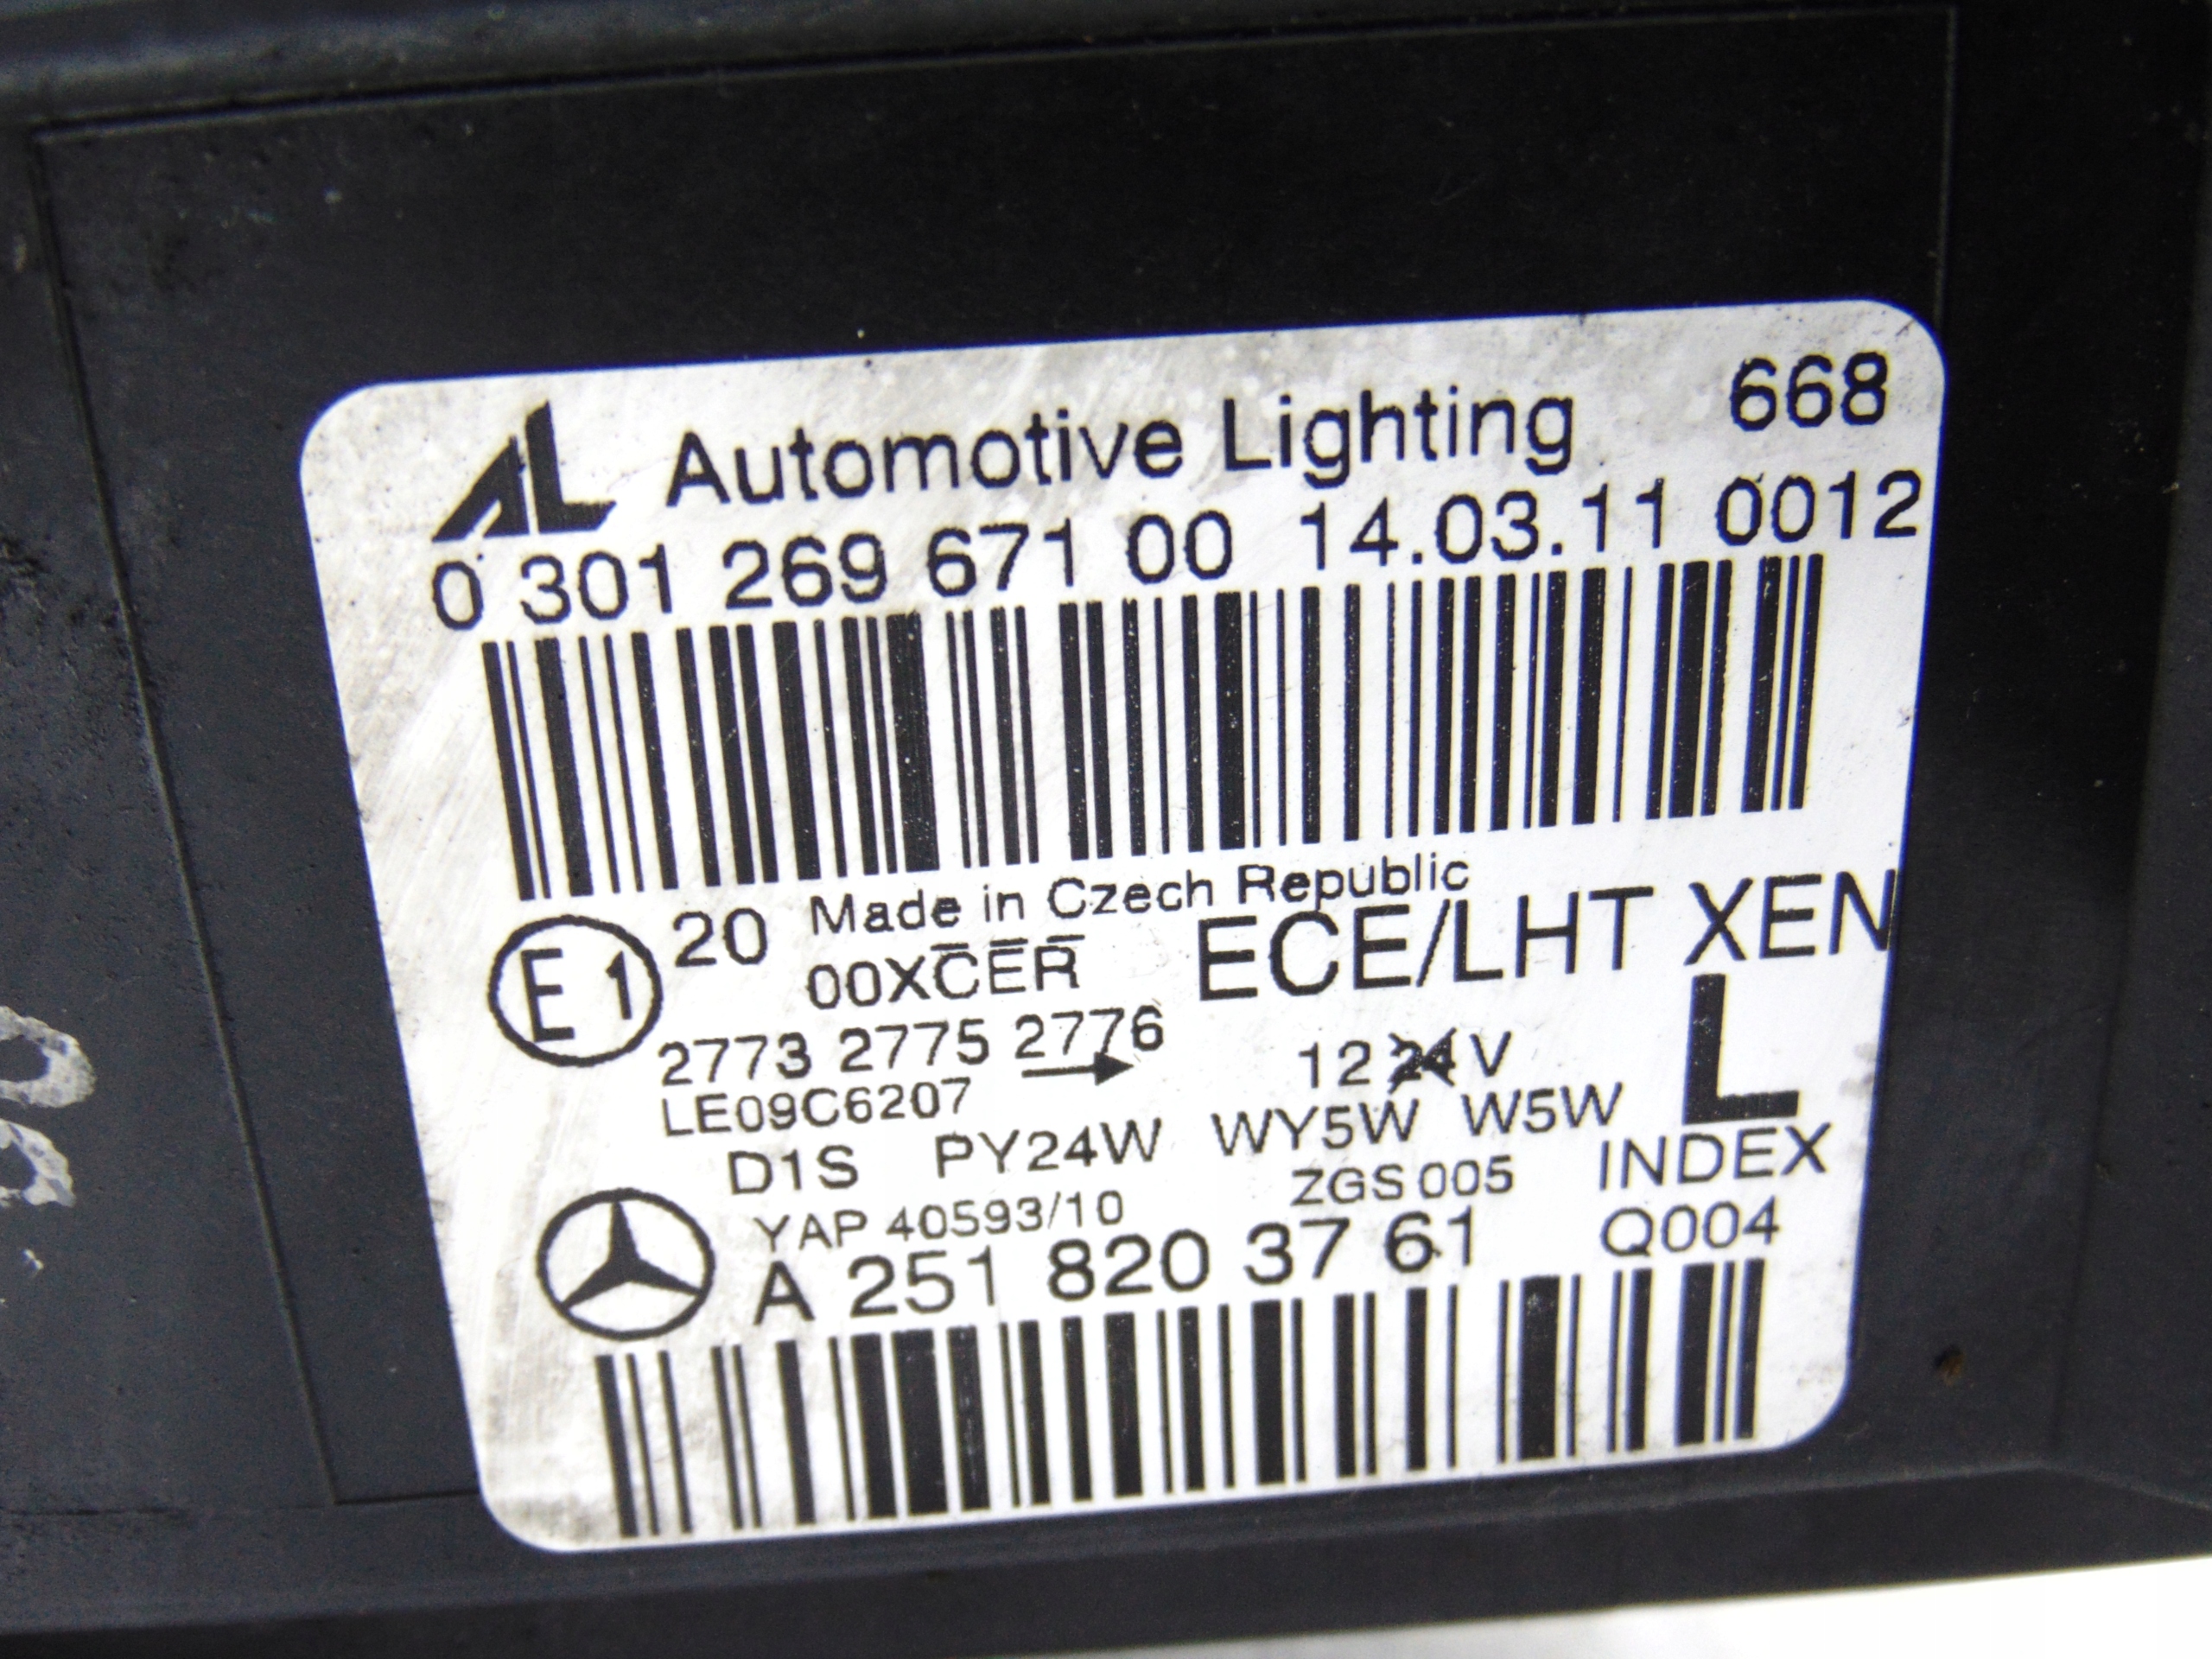 AL Automotive Lighting 668
0 301 269 671 00 14.03.11 0012
Made in Czech Republic
E1 20 00XC̅E̅R̅ ECE/LHT XEN
2773 2775 2776 12 24 V L
LE09C6207
D1S PY24W WY5W W5W
YAP 40593/10 ZGS 005 INDEX
A 251 820 37 61 Q004